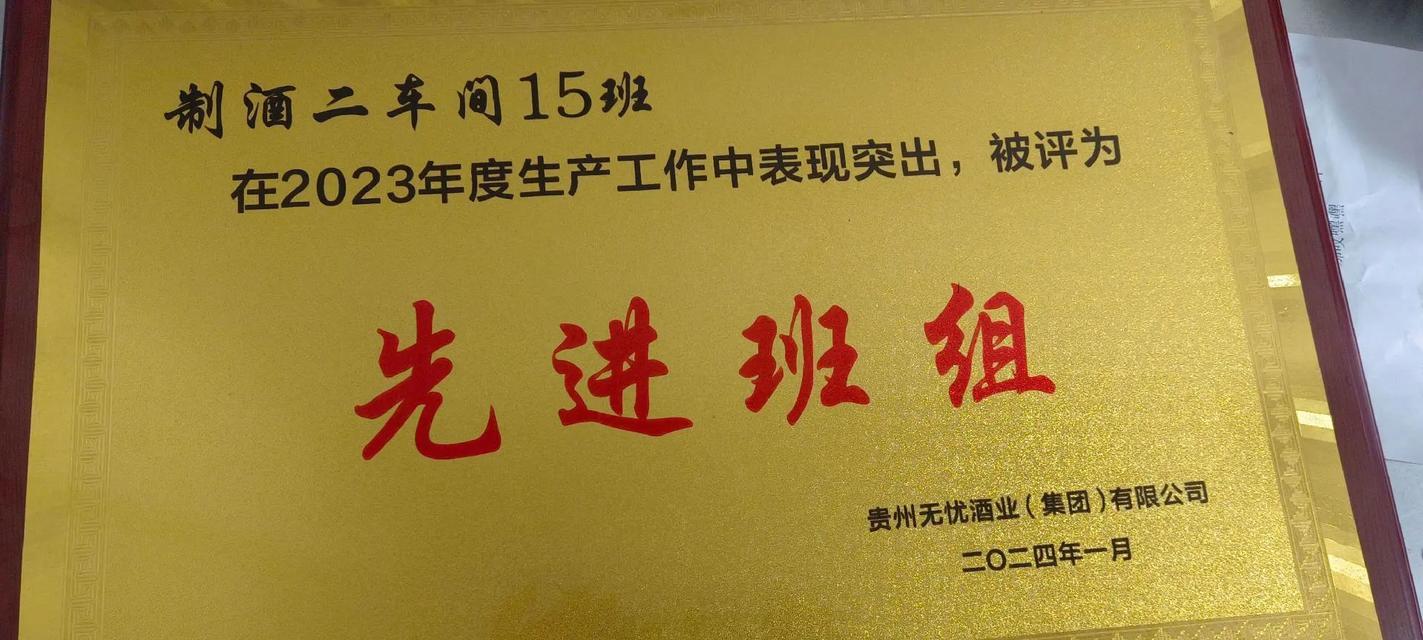 制酒二车间15班
在2023年度生产工作中表现突出，被评为
先进班组
贵州无忧酒业（集团）有限公司
二〇二四年一月